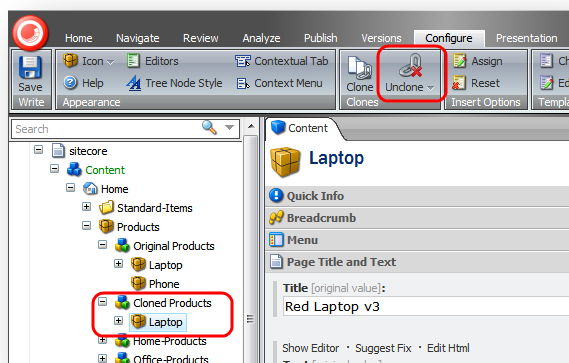 Home Navigate Review Analyze Publish Versions Configure Presentation
Icon Editors Contextual Tab Assign
Help Tree Node Style Context Menu Reset
Save Clone Unclone
Write Appearance Clones Insert Options
Search
Content
sitecore
Content
Home
Standard-Items
Products
Original Products
Laptop
Phone
Cloned Products
Laptop
Home-Products
Office-Products
Laptop
Quick Info
Breadcrumb
Menu
Page Title and Text
Title [original value]:
Red Laptop v3
Show Editor · Suggest Fix · Edit Html